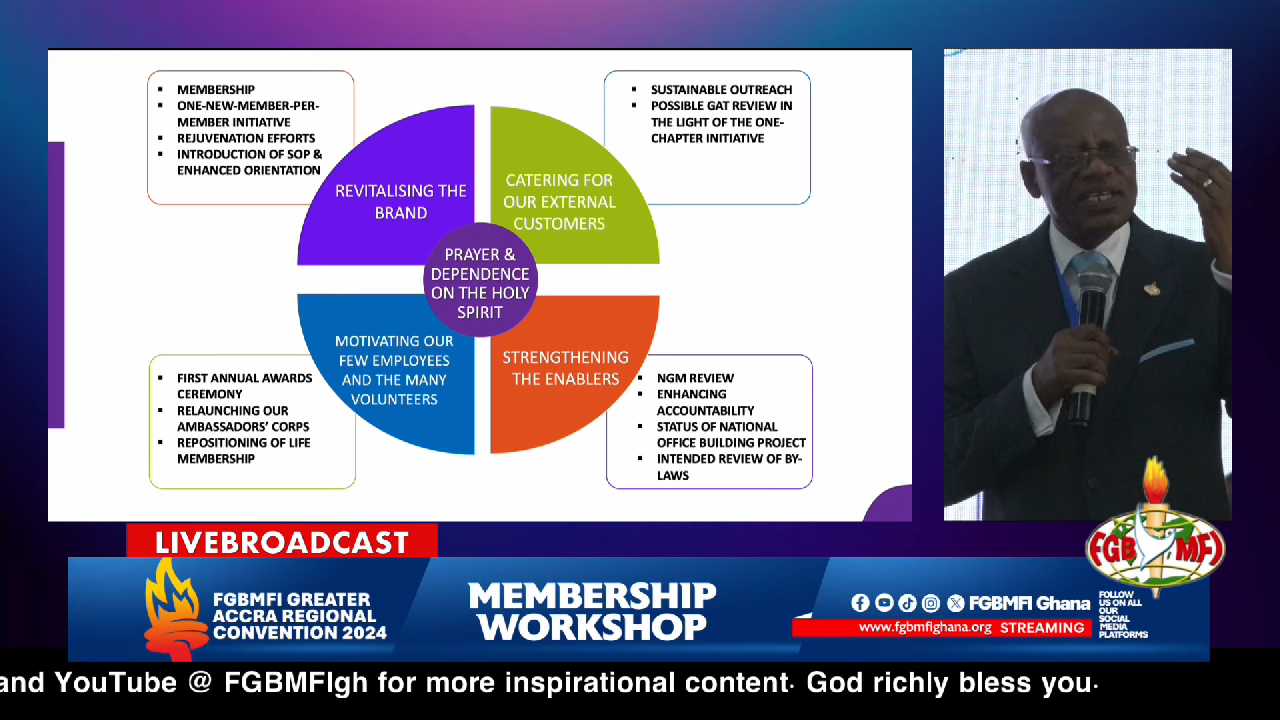 ▪ MEMBERSHIP
▪ ONE-NEW-MEMBER-PER-
MEMBER INITIATIVE
▪ REJUVENATION EFFORTS
▪ INTRODUCTION OF SOP &
ENHANCED ORIENTATION
▪ SUSTAINABLE OUTREACH
▪ POSSIBLE GAT REVIEW IN
THE LIGHT OF THE ONE-
CHAPTER INITIATIVE
REVITALISING THE
BRAND
CATERING FOR
OUR EXTERNAL
CUSTOMERS
PRAYER &
DEPENDENCE
ON THE HOLY
SPIRIT
MOTIVATING OUR
FEW EMPLOYEES
AND THE MANY
VOLUNTEERS
STRENGTHENING
THE ENABLERS
▪ FIRST ANNUAL AWARDS
CEREMONY
▪ RELAUNCHING OUR
AMBASSADORS' CORPS
▪ REPOSITIONING OF LIFE
MEMBERSHIP
▪ NGM REVIEW
▪ ENHANCING
ACCOUNTABILITY
▪ STATUS OF NATIONAL
OFFICE BUILDING PROJECT
▪ INTENDED REVIEW OF BY-
LAWS
LIVEBROADCAST
FGBMFI GREATER
ACCRA REGIONAL
CONVENTION 2024
MEMBERSHIP
WORKSHOP
FGBMFI Ghana
www.fgbmfighana.org STREAMING
FOLLOW
US ON ALL
OUR
SOCIAL
MEDIA
PLATFORMS
FGB MFI
and YouTube @ FGBMFIgh for more inspirational content. God richly bless you.